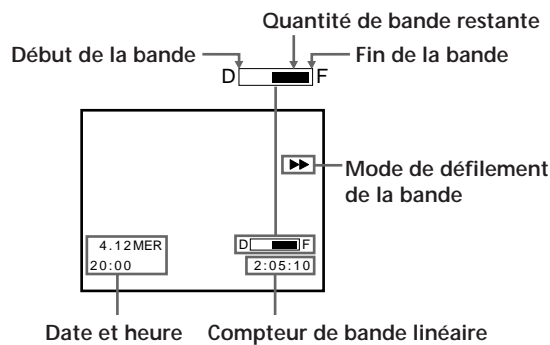 Quantité de bande restante
Début de la bande
Fin de la bande
D F
Mode de défilement
de la bande
4.12MER
20:00
D F
2:05:10
Date et heure
Compteur de bande linéaire